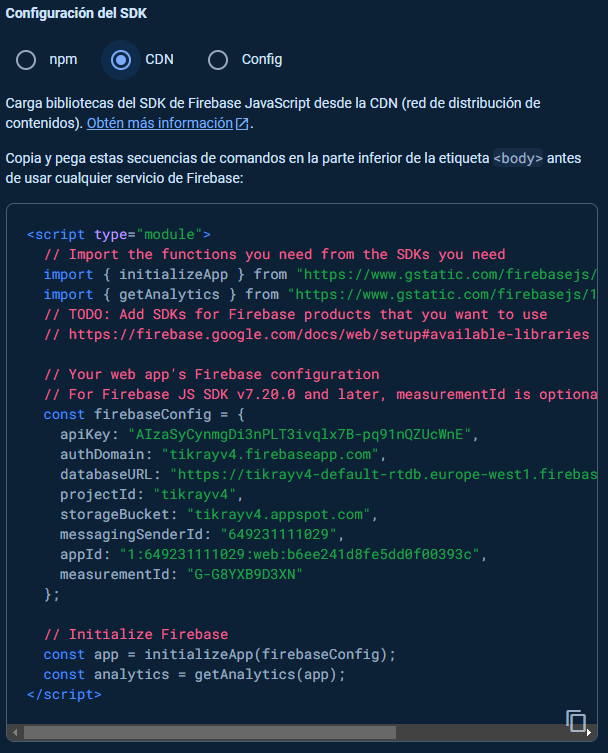 Configuración del SDK
npm CDN Config
Carga bibliotecas del SDK de Firebase JavaScript desde la CDN (red de distribución de
contenidos). Obtén más información.
Copia y pega estas secuencias de comandos en la parte inferior de la etiqueta <body> antes
de usar cualquier servicio de Firebase:
<script type="module">
// Import the functions you need from the SDKs you need
import { initializeApp } from "https://www.gstatic.com/firebasejs/
import { getAnalytics } from "https://www.gstatic.com/firebasejs/1
// TODO: Add SDKs for Firebase products that you want to use
// https://firebase.google.com/docs/web/setup#available-libraries
// Your web app's Firebase configuration
// For Firebase JS SDK v7.20.0 and later, measurementId is optiona
const firebaseConfig = {
apiKey: "AIzaSyCynmgDi3nPLT3ivqlx7B-pq91nQZUcWnE",
authDomain: "tikrayv4.firebaseapp.com",
databaseURL: "https://tikrayv4-default-rtdb.europe-west1.firebas
projectId: "tikrayv4",
storageBucket: "tikrayv4.appspot.com",
messagingSenderId: "649231111029",
appId: "1:649231111029:web:b6ee241d8fe5dd0f00393c",
measurementId: "G-G8YXB9D3XN"
};
// Initialize Firebase
const app = initializeApp(firebaseConfig);
const analytics = getAnalytics(app);
</script>